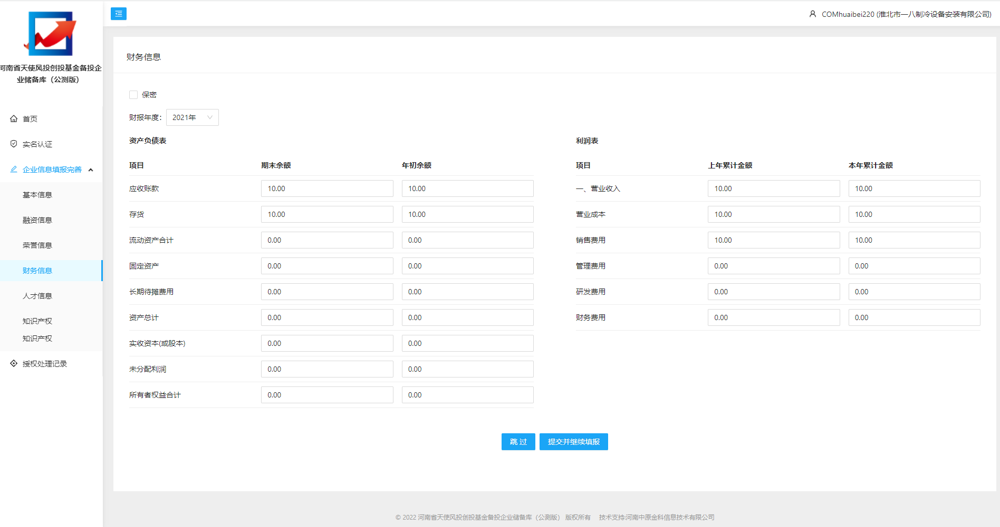 河南省天使风投创投基金备投企
业储备库（公测版）
首页
实名认证
企业信息填报完善
基本信息
融资信息
荣誉信息
财务信息
人才信息
知识产权
知识产权
授权处理记录
COMhuaibei220 (淮北市一八制冷设备安装有限公司)
财务信息
保密
财报年度： 2021年
资产负债表
项目 期末余额 年初余额
应收账款 10.00 10.00
存货 10.00 10.00
流动资产合计 0.00 0.00
固定资产 0.00 0.00
长期待摊费用 0.00 0.00
资产总计 0.00 0.00
实收资本(或股本) 0.00 0.00
未分配利润 0.00 0.00
所有者权益合计 0.00 0.00
利润表
项目 上年累计金额 本年累计金额
一、营业收入 10.00 10.00
营业成本 10.00 10.00
销售费用 10.00 10.00
管理费用 0.00 0.00
研发费用 0.00 0.00
财务费用 0.00 0.00
跳 过 提交并继续填报
© 2022 河南省天使风投创投基金备投企业储备库（公测版） 版权所有 技术支持:河南中原金科信息技术有限公司